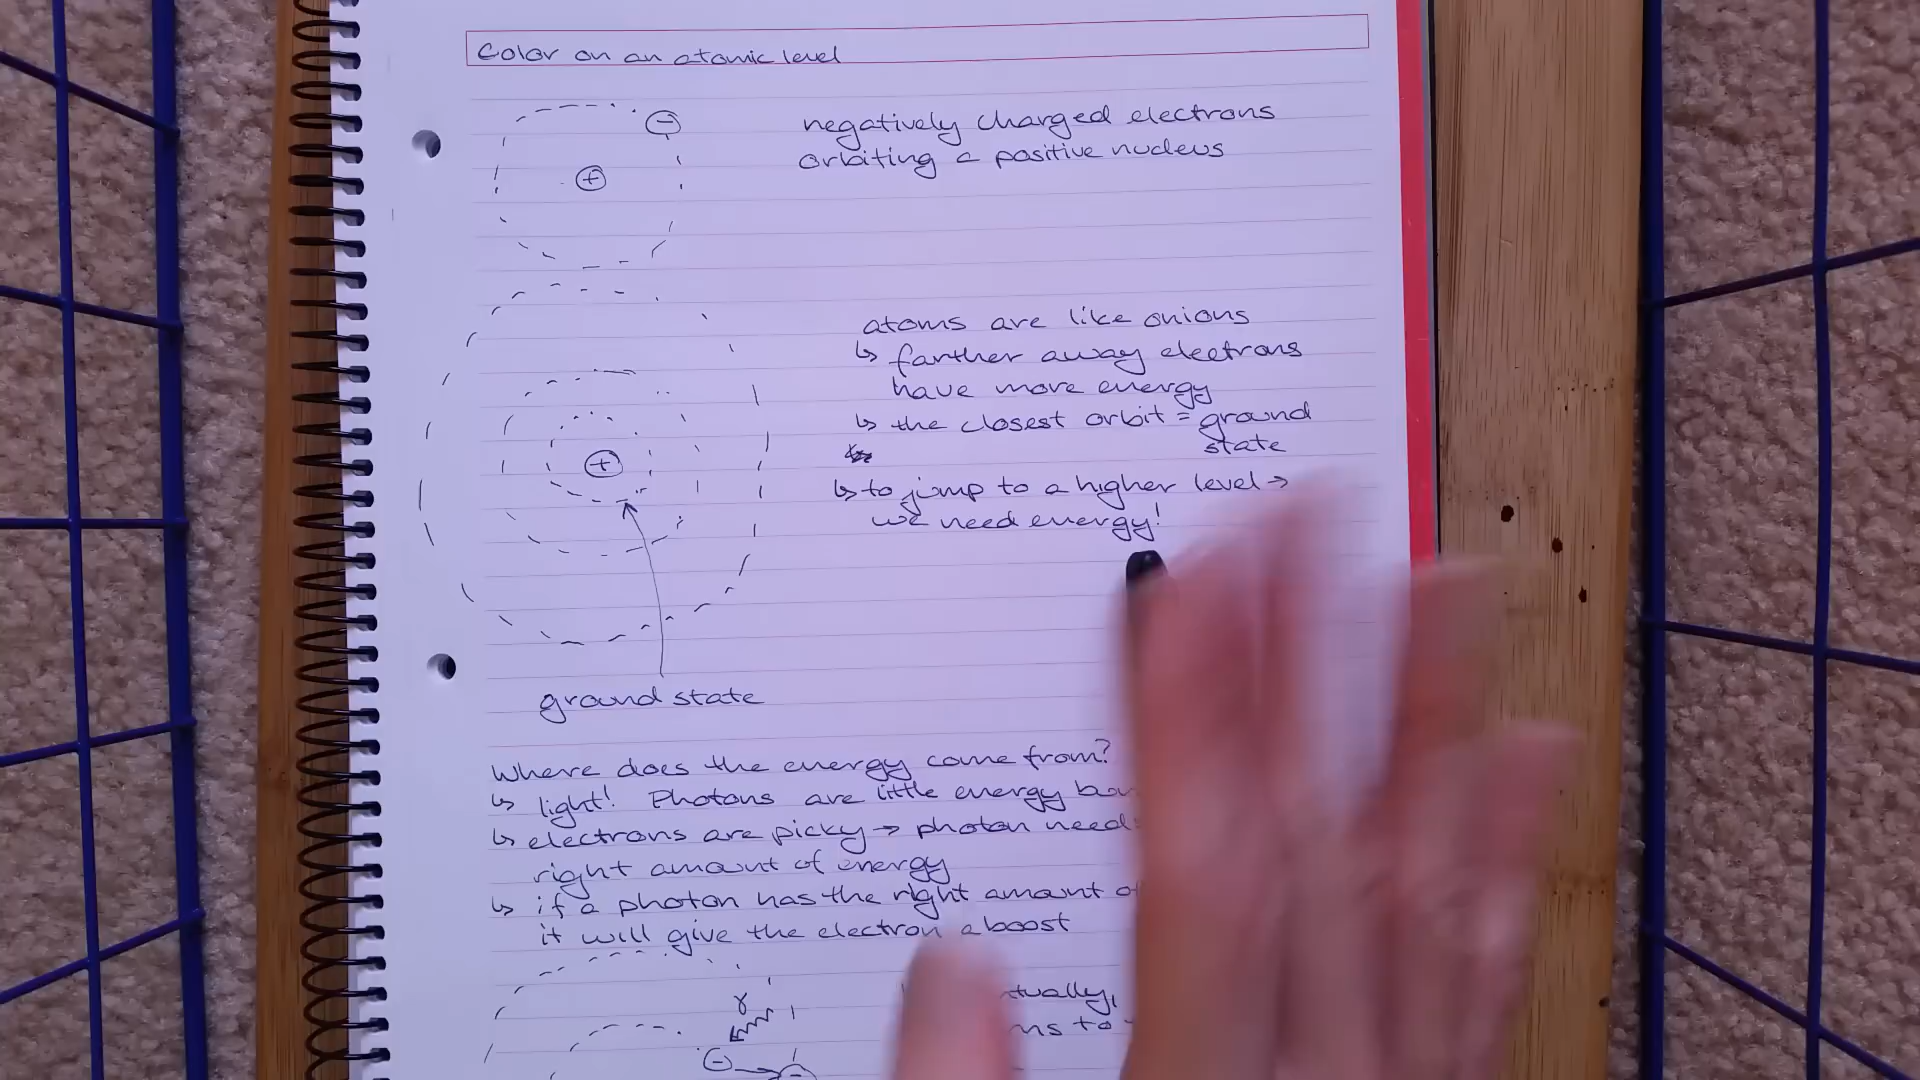 Color on an atomic level
negatively charged electrons
orbiting a positive nucleus
atoms are like onions
↳ farther away electrons
have more energy
↳ the closest orbit = ground
state
↳ to jump to a higher level →
we need energy!
ground state
Where does the energy come from?
↳ light! Photons are little energy
↳ electrons are picky → photon need
right amount of energy
↳ if a photon has the right amount
it will give the electron a boost
γ
to